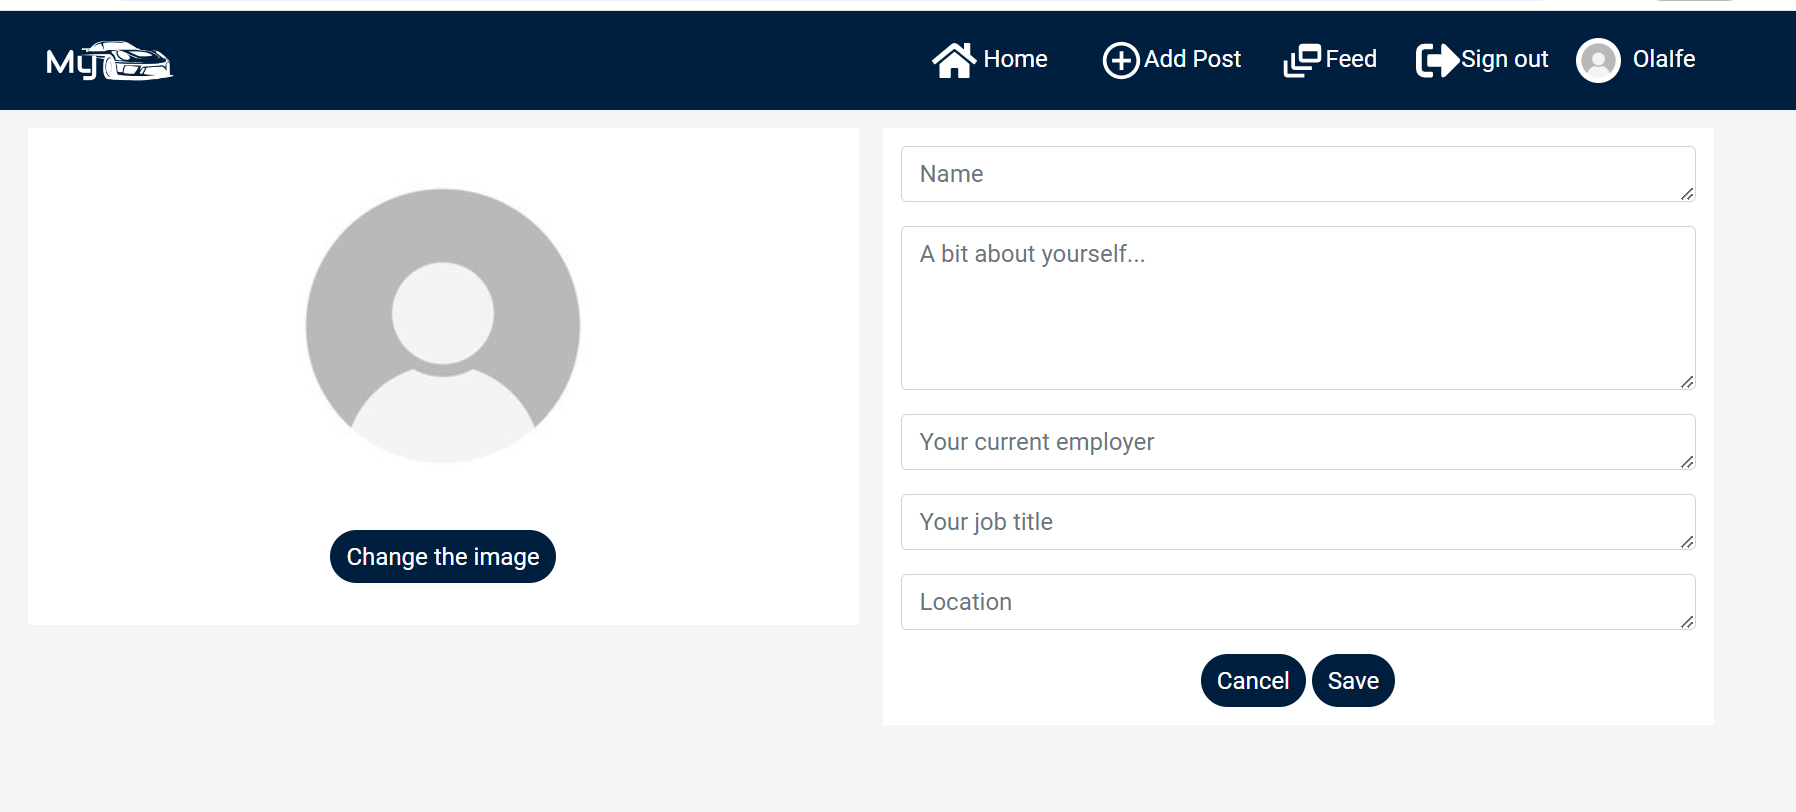 My
Home
Add Post
Feed
Sign out
Olalfe
Change the image
Name
A bit about yourself...
Your current employer
Your job title
Location
Cancel
Save